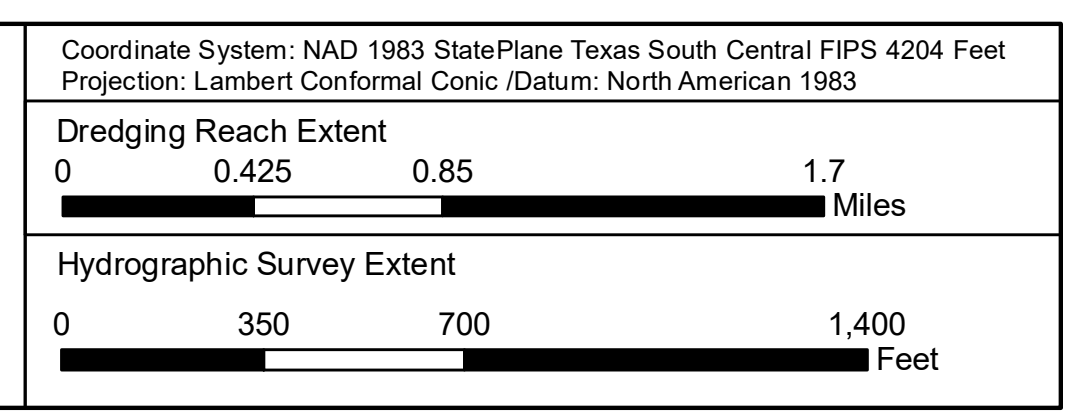 Coordinate System: NAD 1983 StatePlane Texas South Central FIPS 4204 Feet
Projection: Lambert Conformal Conic /Datum: North American 1983
Dredging Reach Extent
0 0.425 0.85 1.7
Miles
Hydrographic Survey Extent
0 350 700 1,400
Feet